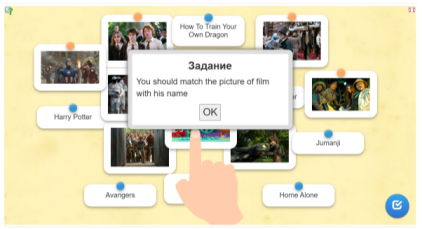 How To Train Your
Own Dragon
Задание
You should match the picture of film
with his name
OK
Harry Potter
Jumanji
Avangers
Home Alone